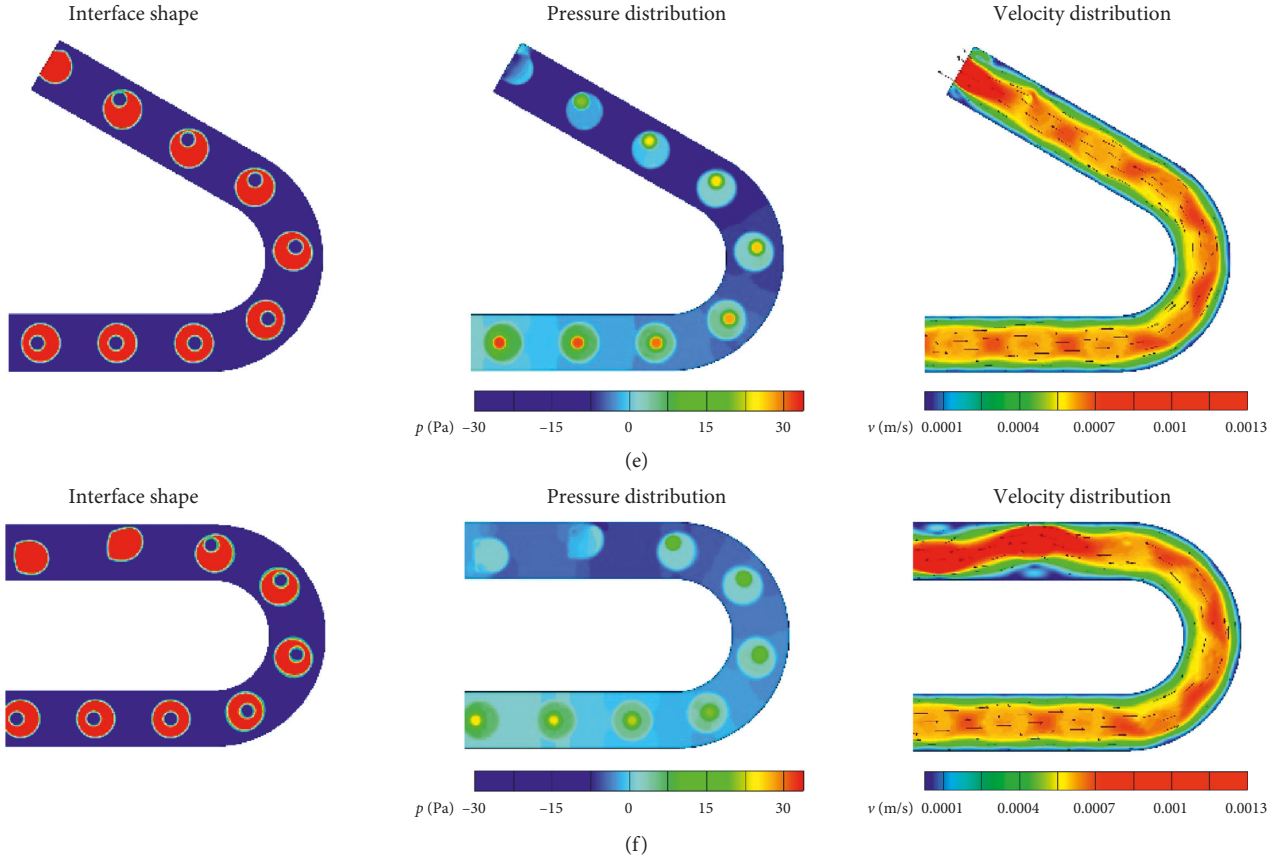 Interface shape
Pressure distribution
Velocity distribution
p (Pa) –30 –15 0 15 30
v (m/s) 0.0001 0.0004 0.0007 0.001 0.0013
(e)
Interface shape
Pressure distribution
Velocity distribution
p (Pa) –30 –15 0 15 30
v (m/s) 0.0001 0.0004 0.0007 0.001 0.0013
(f)